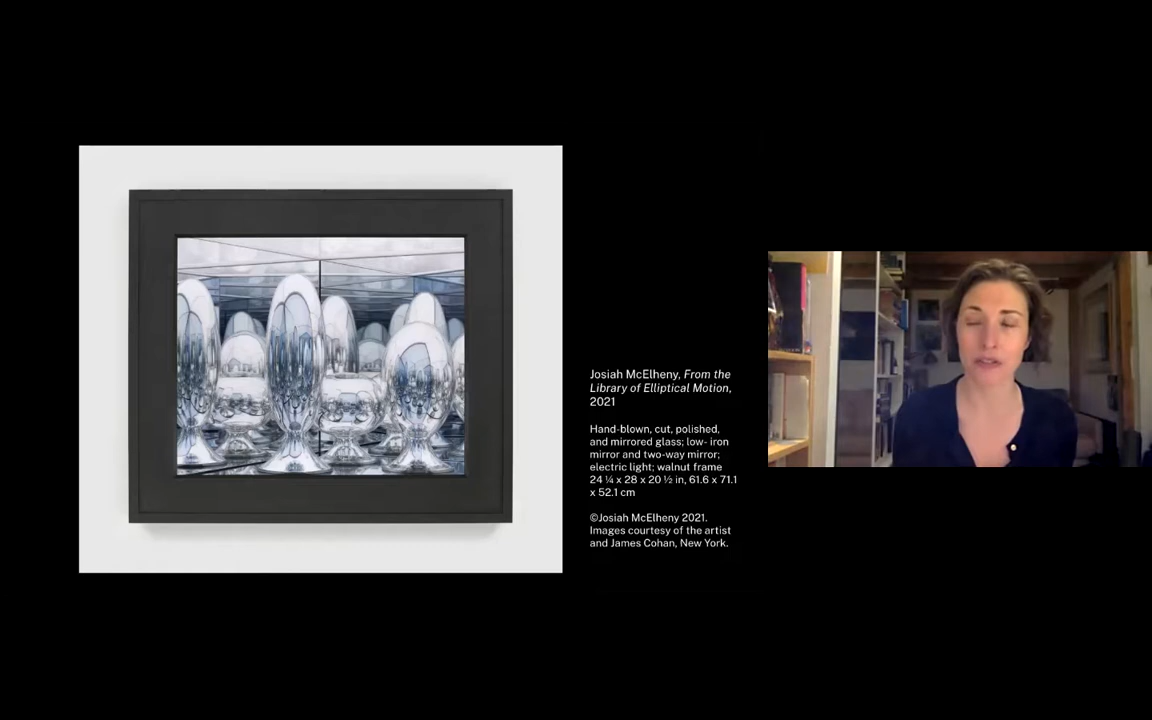 Josiah McElheny, From the
Library of Elliptical Motion,
2021
Hand-blown, cut, polished,
and mirrored glass; low- iron
mirror and two-way mirror;
electric light; walnut frame
24 ¼ x 28 x 20 ½ in, 61.6 x 71.1
x 52.1 cm
©Josiah McElheny 2021.
Images courtesy of the artist
and James Cohan, New York.